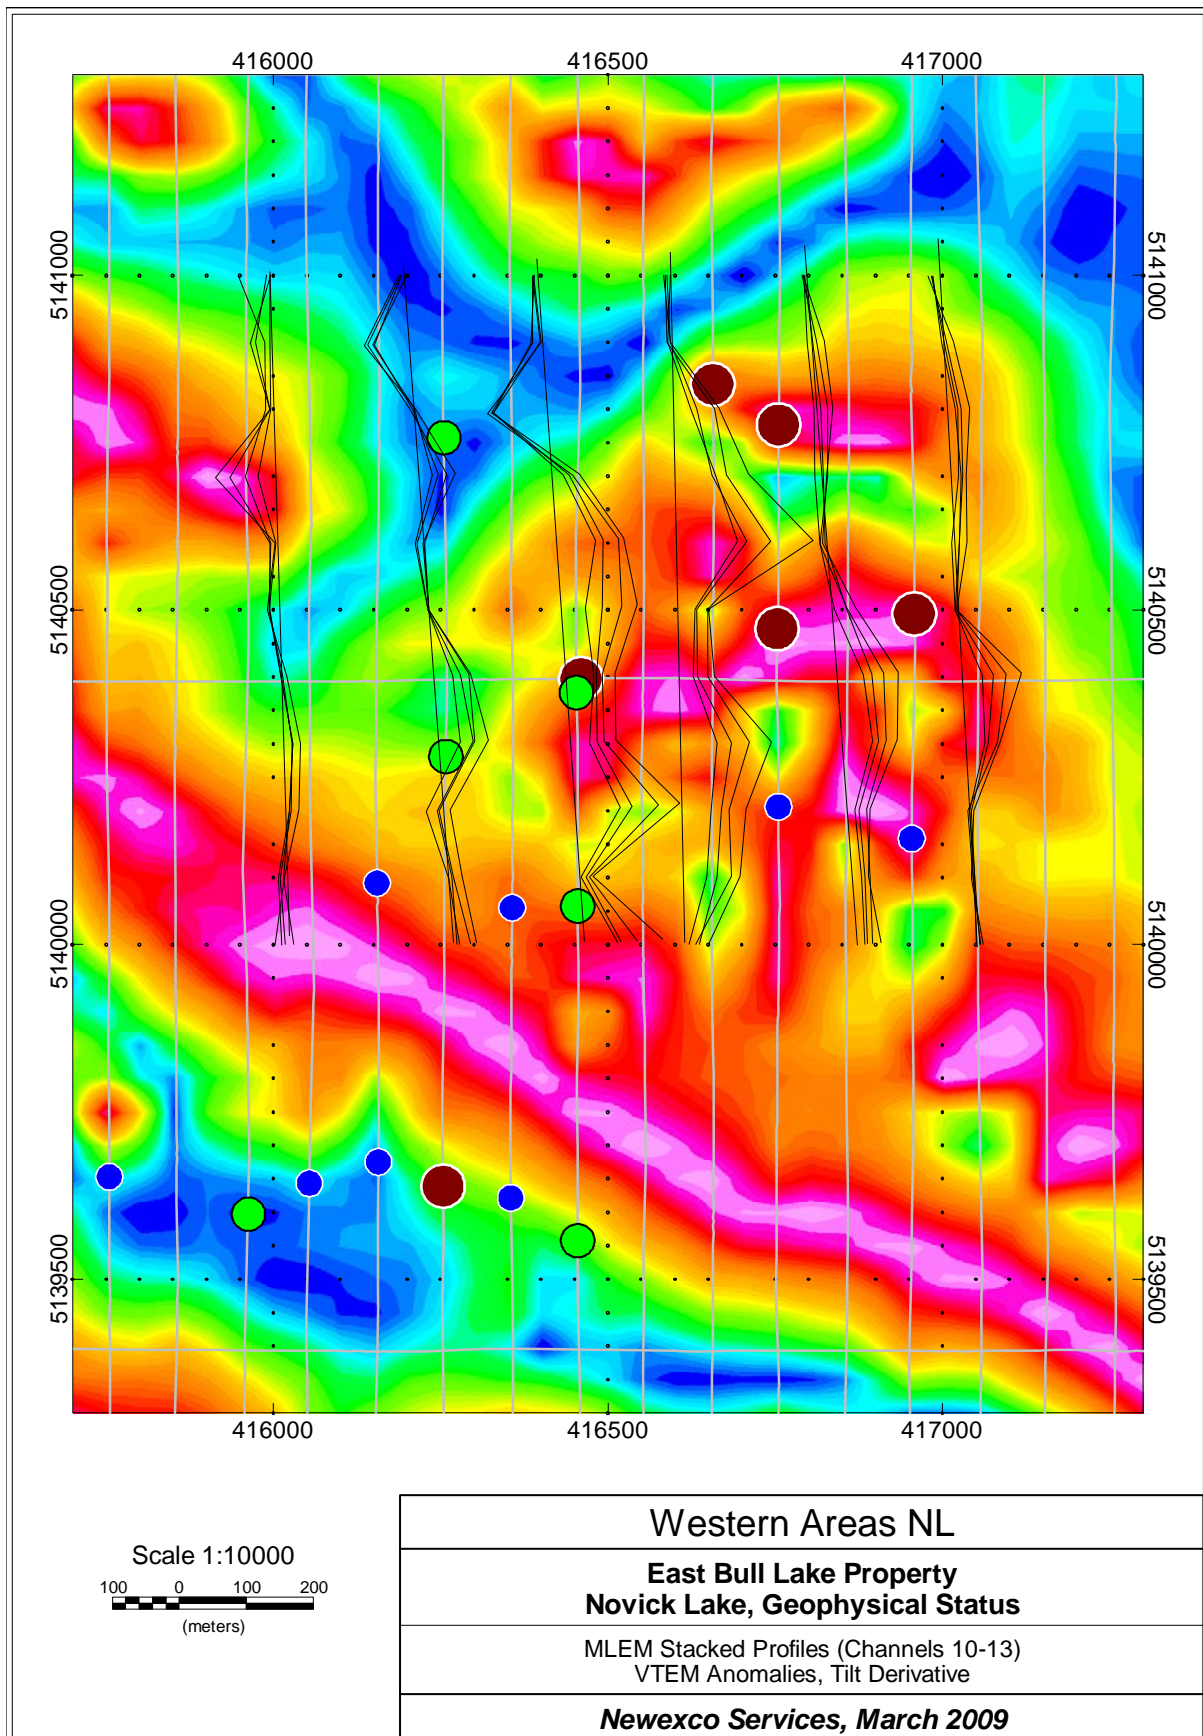 416000 416500 417000
5141000 5141000
5140500 5140500
5140000 5140000
5139500 5139500
416000 416500 417000
Western Areas NL
Scale 1:10000
100 0 100 200
(meters)
East Bull Lake Property
Novick Lake, Geophysical Status
MLEM Stacked Profiles (Channels 10-13)
VTEM Anomalies, Tilt Derivative
Newexco Services, March 2009